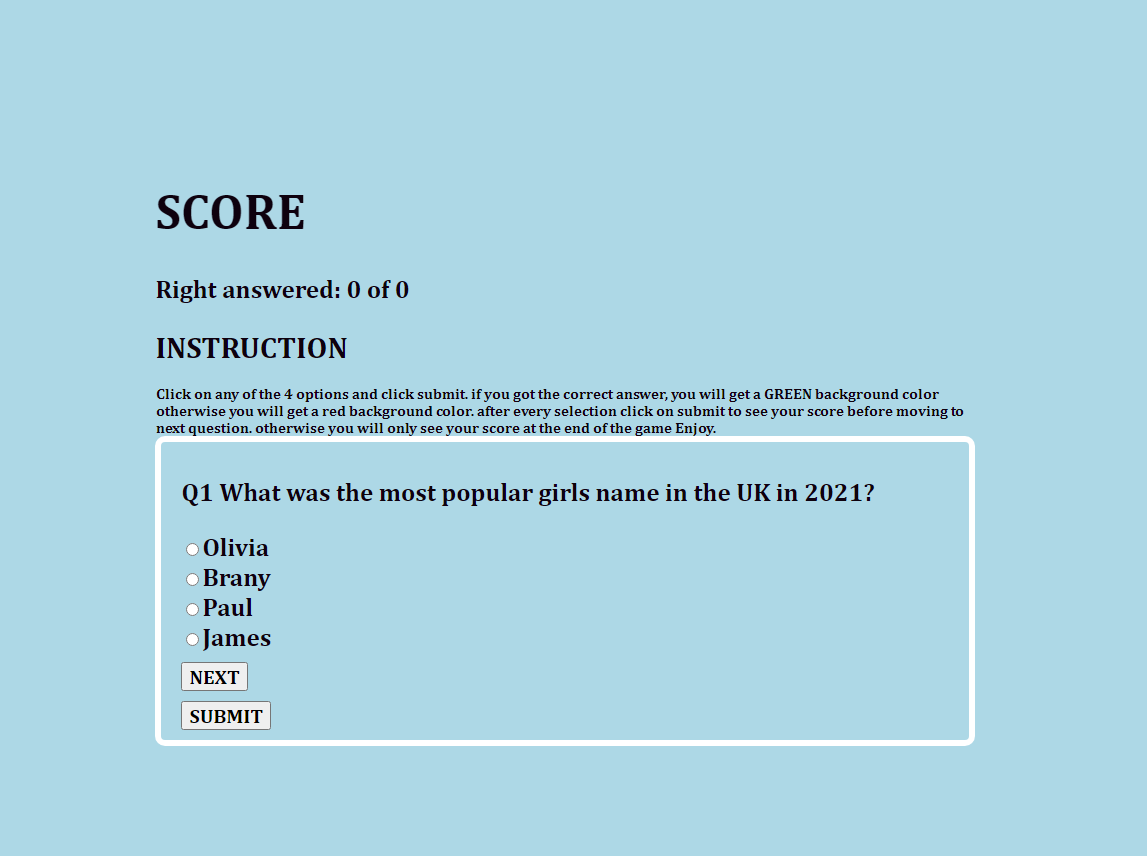 SCORE
Right answered: 0 of 0
INSTRUCTION
Click on any of the 4 options and click submit. if you got the correct answer, you will get a GREEN background color
otherwise you will get a red background color. after every selection click on submit to see your score before moving to
next question. otherwise you will only see your score at the end of the game Enjoy.
Q1 What was the most popular girls name in the UK in 2021?
Olivia
Brany
Paul
James
NEXT
SUBMIT